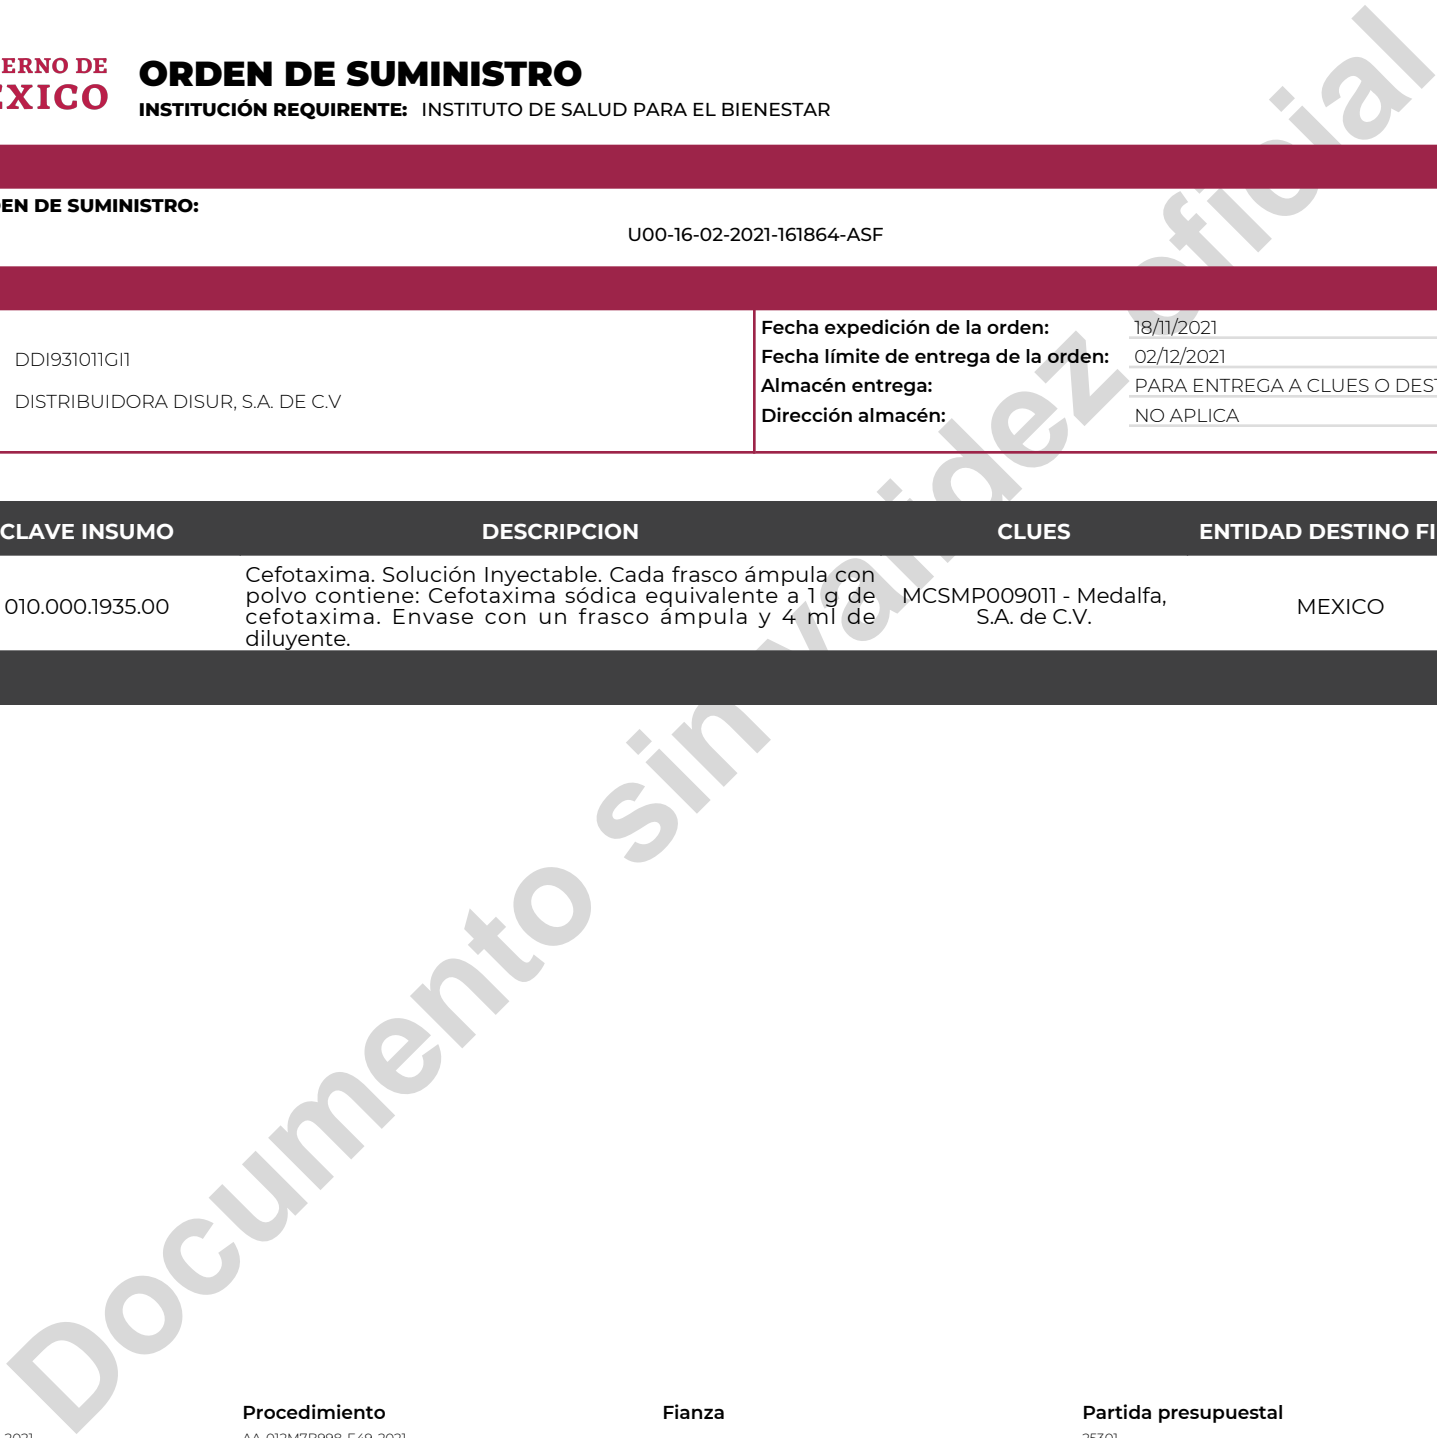 ERNO DE
EXICO
ORDEN DE SUMINISTRO
INSTITUCIÓN REQUIRENTE: INSTITUTO DE SALUD PARA EL BIENESTAR
EN DE SUMINISTRO:
U00-16-02-2021-161864-ASF
DDI931011GI1
DISTRIBUIDORA DISUR, S.A. DE C.V
Fecha expedición de la orden: 18/11/2021
Fecha límite de entrega de la orden: 02/12/2021
Almacén entrega: PARA ENTREGA A CLUES O DEST
Dirección almacén: NO APLICA
CLAVE INSUMO DESCRIPCION CLUES ENTIDAD DESTINO FI
010.000.1935.00
Cefotaxima. Solución Inyectable. Cada frasco ámpula con
polvo contiene: Cefotaxima sódica equivalente a 1 g de
cefotaxima. Envase con un frasco ámpula y 4 ml de
diluyente.
MCSMP009011 - Medalfa,
S.A. de C.V.
MEXICO
Documento sin validez oficial
Procedimiento Fianza Partida presupuestal